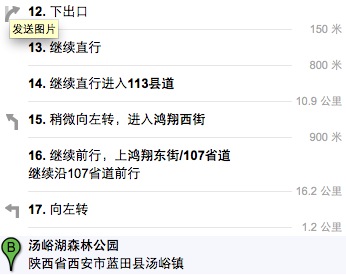 12. 下出口
发送图片
150 米
13. 继续直行
800 米
14. 继续直行进入113县道
10.9 公里
15. 稍微向左转，进入鸿翔西街
900 米
16. 继续前行，上鸿翔东街/107省道
继续沿107省道前行
16.2 公里
17. 向左转
1.2 公里
B
汤峪湖森林公园
陕西省西安市蓝田县汤峪镇